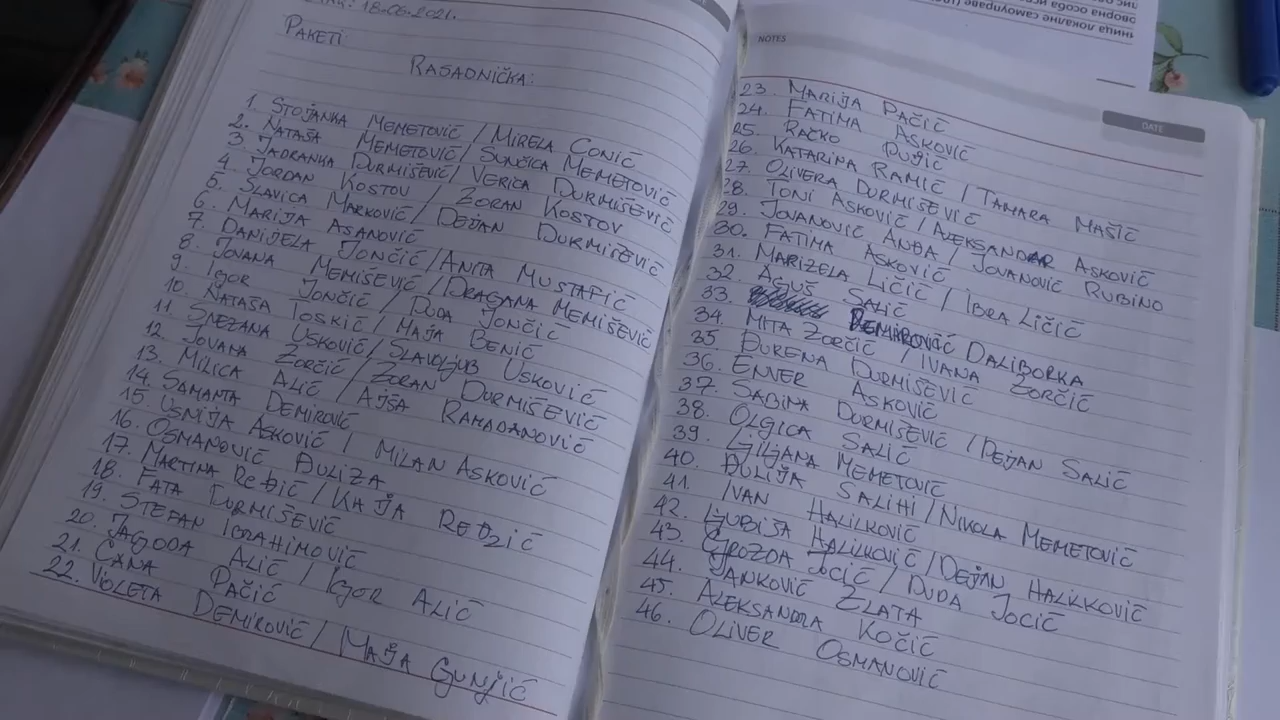 18.06.2021.
PAKETI:
RASADNIČKA:
1. STOJANKA MEMETOVIĆ / MIRELA CONIĆ
2. NATAŠA MEMETOVIĆ / SUNČICA MEMETOVIĆ
3. JADRANKA DURMIŠEVIĆ / VERICA DURMIŠEVIĆ
4. JORDAN KOSTOV / ZORAN KOSTOV
5. SLAVICA MARKOVIĆ / DEJAN DURMIŠEVIĆ
6. MARIJA ASANOVIĆ
7. DANIJELA JONČIĆ / ANITA MUSTAFIĆ
8. JOVANA MEMIŠEVIĆ / DRAGANA MEMIŠEVIĆ
9. IGOR JONČIĆ / DUDA JONČIĆ
10. NATAŠA TOSKIĆ / MAJA BENIĆ
11. SNEZANA USKOVIĆ / SLAVOLJUB USKOVIĆ
12. JOVANA ZORČIĆ / ZORAN DURMIŠEVIĆ
13. MILICA ALIĆ / AJŠA RAMADANOVIĆ
14. SAMANTA DEMIROVIĆ
15 USNIJA ASKOVIĆ / MILAN ASKOVIĆ
16. OSMANOVIĆ ĐULIZA
17. MARTINA REĐIĆ / KAJA REDŽIĆ
18. FATA DURMIŠEVIĆ
19. STEFAN IBRAHIMOVIĆ
20. JAGODA ALIĆ / IGOR ALIĆ
21. CANA PAČIĆ
22. VIOLETA DEMIROVIĆ / MAJA GUNJIĆ
NOTES
DATE
23. MARIJA PAČIĆ
24. FATIMA ASKOVIĆ
25. RAČKO
26. KATARINA RAMIĆ / TAMARA MAŠIĆ
27. OLIVERA DURMIŠEVIĆ
28. TONI ASKOVIĆ / ALEKSANDAR ASKOVIĆ
29. JOVANOVIĆ ANĐA / JOVANOVIĆ RUBINO
30. FATIMA ASKOVIĆ
31. MARIZELA LIČIĆ / IBRA LIČIĆ
32 AGUŠ SALIĆ
33. DEMIROVIĆ DALIBORKA
34. MITA ZORČIĆ / IVANA ZORČIĆ
35 ĐURENA DURMIŠEVIĆ
36. ENVER ASKOVIĆ
37. SABINA DURMIŠEVIĆ / DEJAN SALIĆ
38. OLGICA SALIĆ
39. LJILJANA MEMETOVIĆ
40. ĐULIJA SALIHI / NIKOLA MEMETOVIĆ
41. IVAN HALILKOVIĆ
42. LJUBIŠA HALILKOVIĆ / DEJAN HALILKOVIĆ
43. GROZDA JOCIĆ / DUDA JOCIĆ
44. JANKOVIĆ ZLATA
45. ALEKSANDRA KOČIĆ
46. OLIVER OSMANOVIĆ